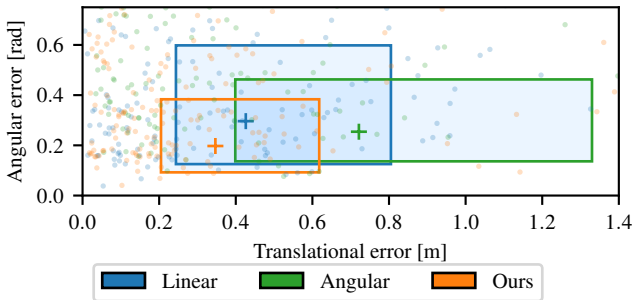 Angular error [rad]
0.6
0.4
0.2
0.0
0.0 0.2 0.4 0.6 0.8 1.0 1.2 1.4
Translational error [m]
Linear Angular Ours